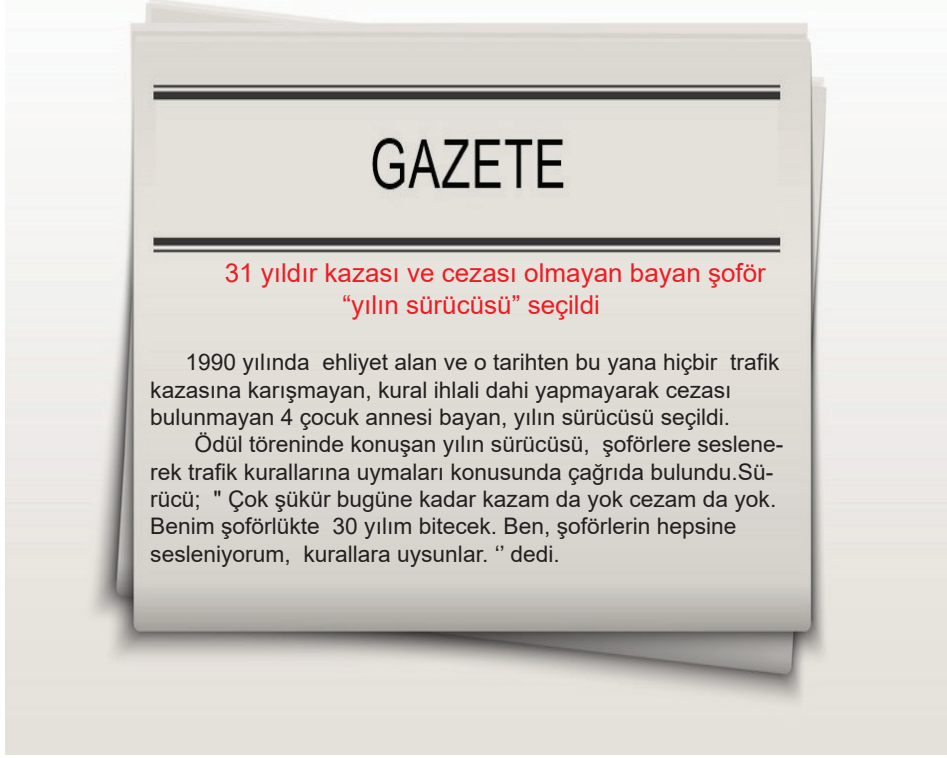 GAZETE
31 yıldır kazası ve cezası olmayan bayan şoför
“yılın sürücüsü” seçildi
1990 yılında  ehliyet alan ve o tarihten bu yana hiçbir  trafik
kazasına karışmayan, kural ihlali dahi yapmayarak cezası
bulunmayan 4 çocuk annesi bayan, yılın sürücüsü seçildi.
Ödül töreninde konuşan yılın sürücüsü,  şoförlere seslene-
rek trafik kurallarına uymaları konusunda çağrıda bulundu.Sü-
rücü;  " Çok şükür bugüne kadar kazam da yok cezam da yok.
Benim şoförlükte  30 yılım bitecek. Ben, şoförlerin hepsine
sesleniyorum,  kurallara uysunlar. ‘’ dedi.